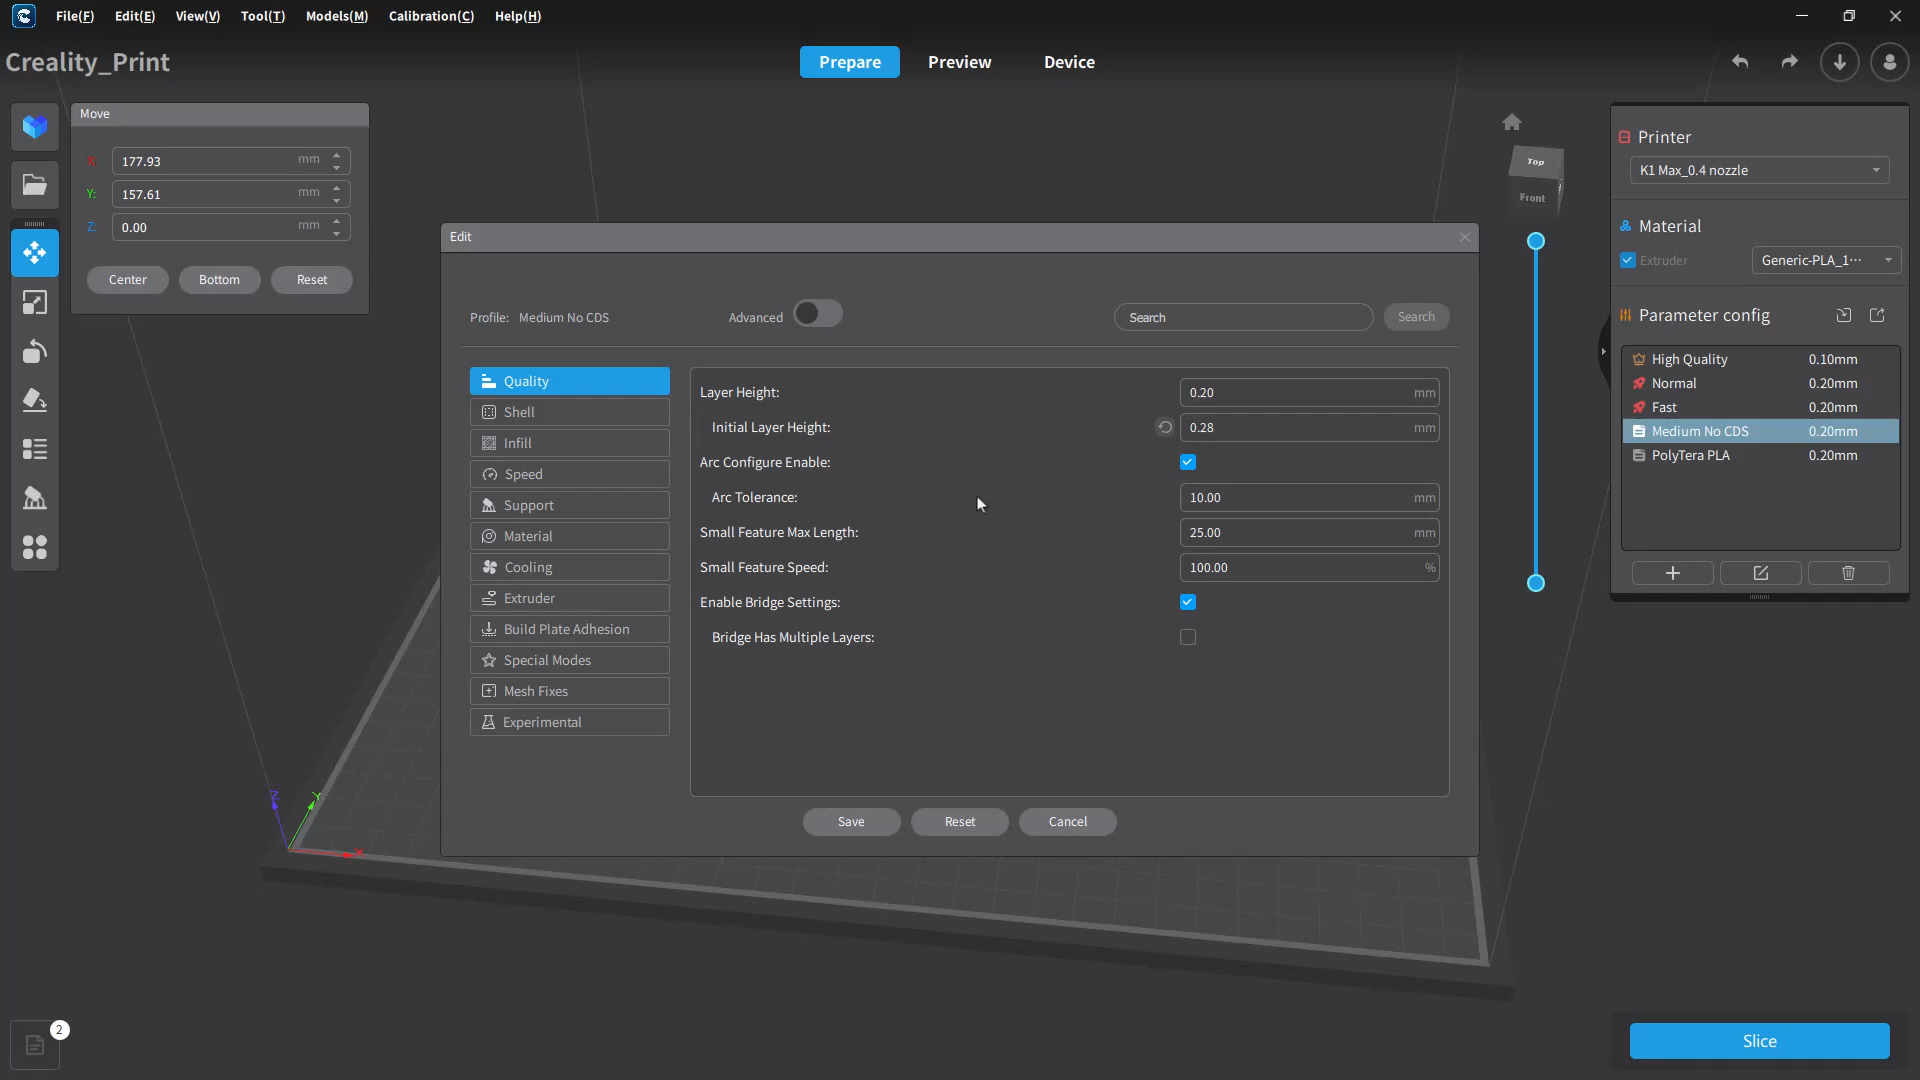 File(F) Edit(E) View(V) Tool(T) Models(M) Calibration(C) Help(H)
Creality_Print
Prepare Preview Device
Move
X: 177.93 mm
Y: 157.61 mm
Z: 0.00 mm
Center Bottom Reset
Top
Front
Edit
Profile: Medium No CDS
Advanced
Search Search
Quality
Shell
Infill
Speed
Support
Material
Cooling
Extruder
Build Plate Adhesion
Special Modes
Mesh Fixes
Experimental
Layer Height: 0.20 mm
Initial Layer Height: 0.28 mm
Arc Configure Enable:
Arc Tolerance: 10.00 mm
Small Feature Max Length: 25.00 mm
Small Feature Speed: 100.00 %
Enable Bridge Settings:
Bridge Has Multiple Layers:
Save Reset Cancel
Printer
K1 Max_0.4 nozzle
Material
Extruder Generic-PLA_1···
Parameter config
High Quality 0.10mm
Normal 0.20mm
Fast 0.20mm
Medium No CDS 0.20mm
PolyTera PLA 0.20mm
Z Y X
2
Slice